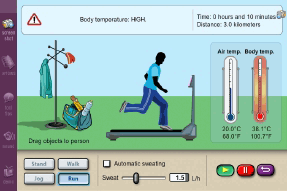 Body temperature: HIGH.
Time: 0 hours and 10 minutes
Distance: 3.0 kilometers
screen
shot
Air temp.
Body temp.
20.0°C
68.0°F
38.1°C
100.7°F
Drag objects to person
Stand
Walk
Jog
Run
Automatic sweating
Sweat
1.5
L/h